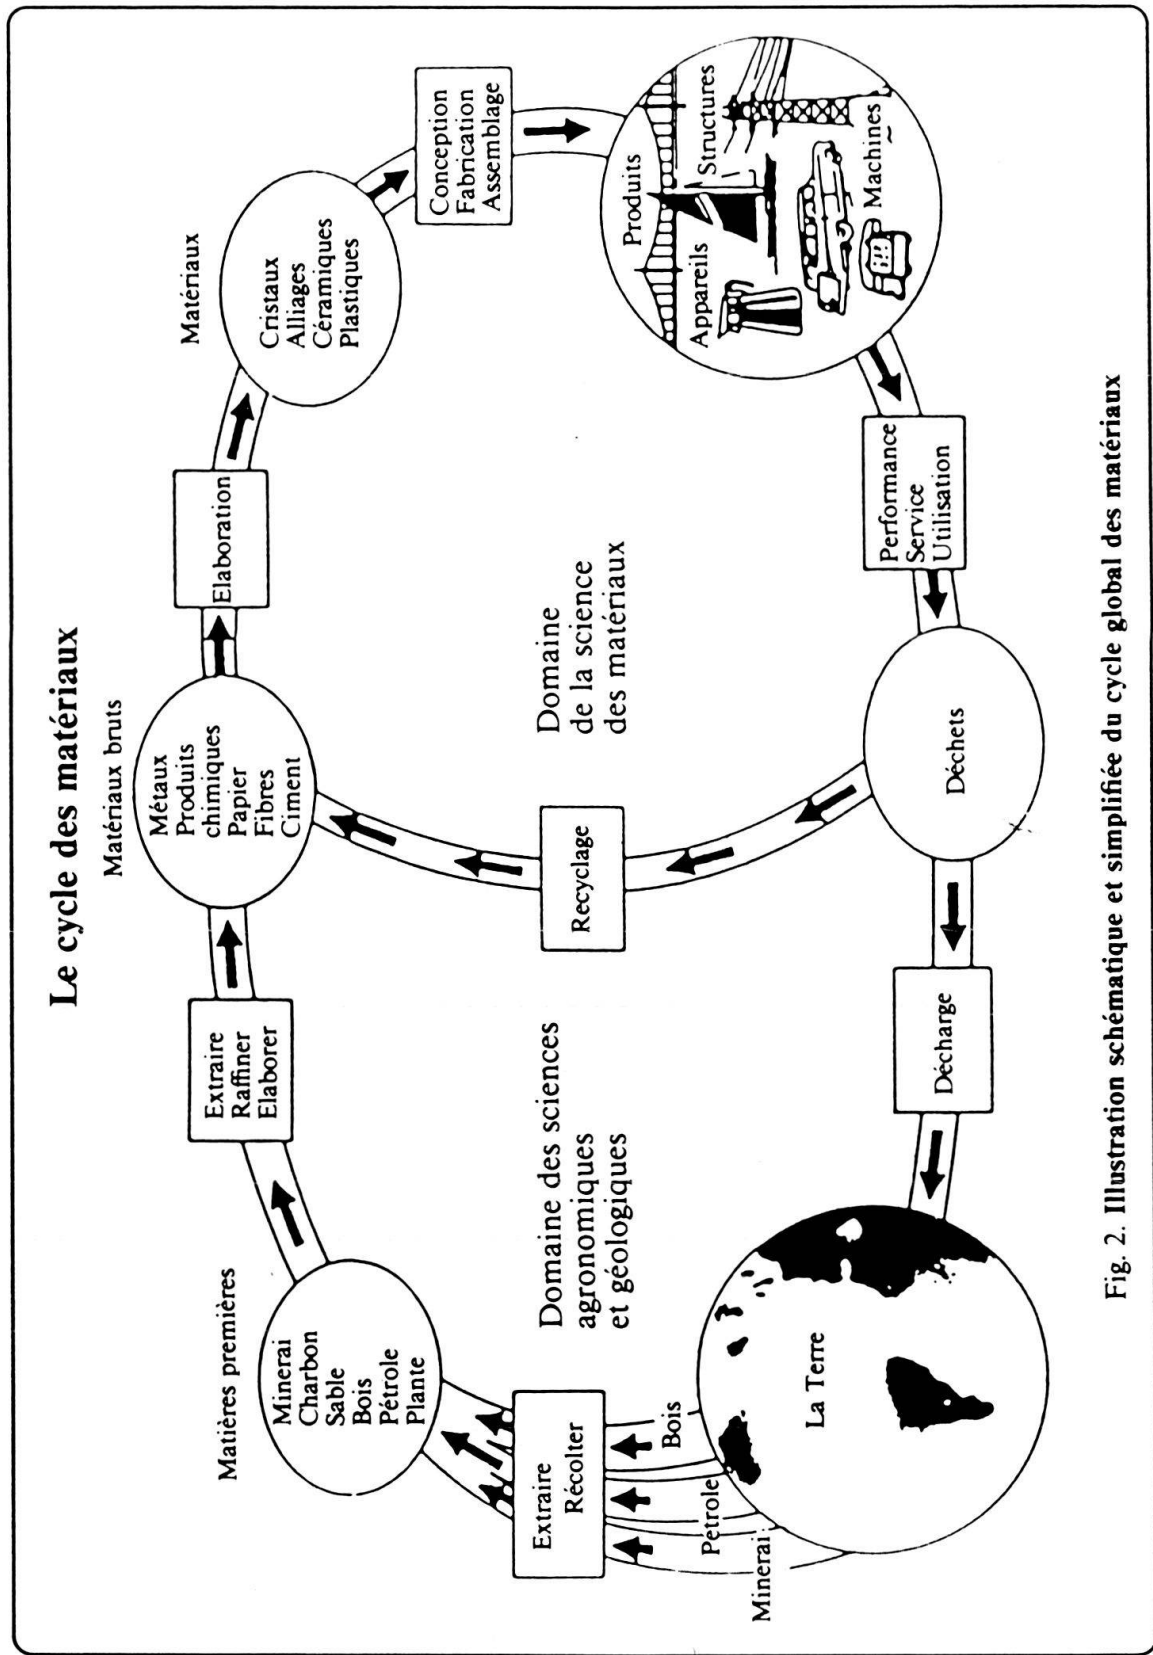 Le cycle des matériaux
Matières premières
Minerai
Charbon
Sable
Bois
Pétrole
Plante
Extraire
Raffiner
Elaborer
Matériaux bruts
Métaux
Produits
chimiques
Papier
Fibres
Ciment
Elaboration
Matériaux
Cristaux
Alliages
Céramiques
Plastiques
Conception
Fabrication
Assemblage
Extraire
Récolter
Minerai
Petrole
Bois
Domaine des sciences
agronomiques
et géologiques
Recyclage
Domaine
de la science
des matériaux
Produits
Appareils
Structures
Machines
La Terre
Décharge
Déchets
Performance
Service
Utilisation
Fig. 2. Illustration schématique et simplifiée du cycle global des matériaux